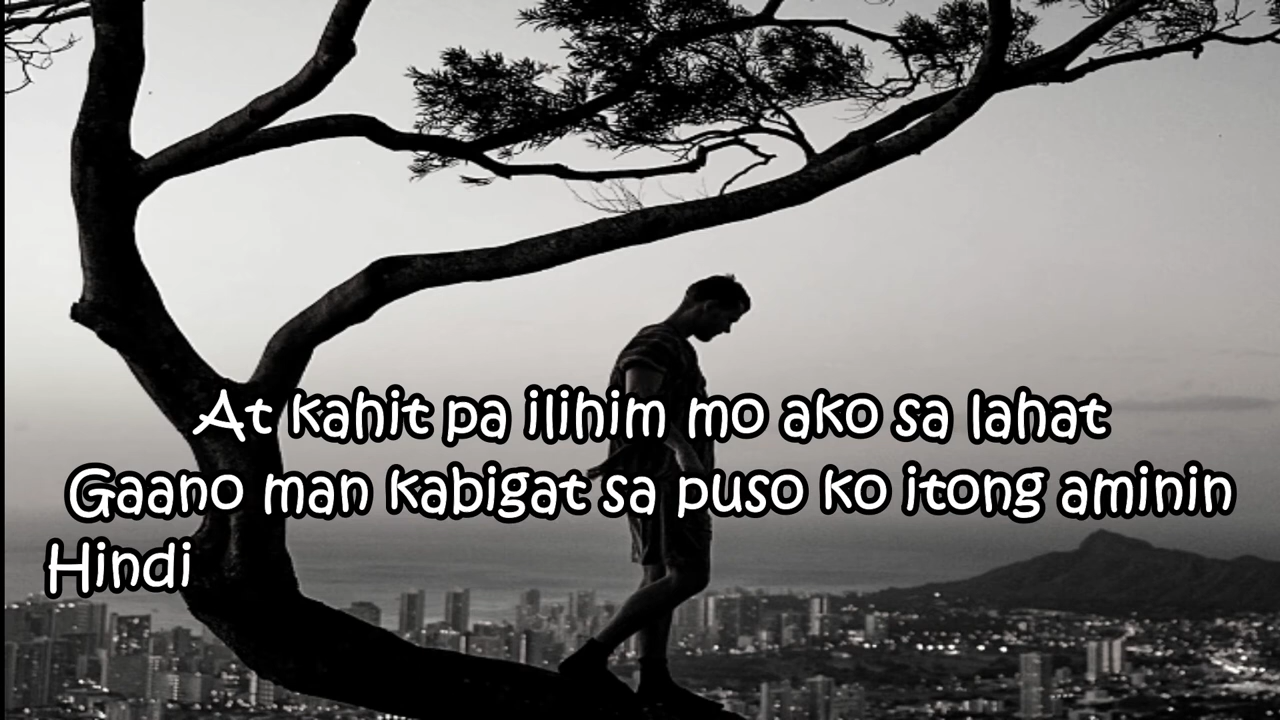 At kahit pa ilihim mo ako sa lahat
Gaano man kabigat sa puso ko itong aminin
Hindi